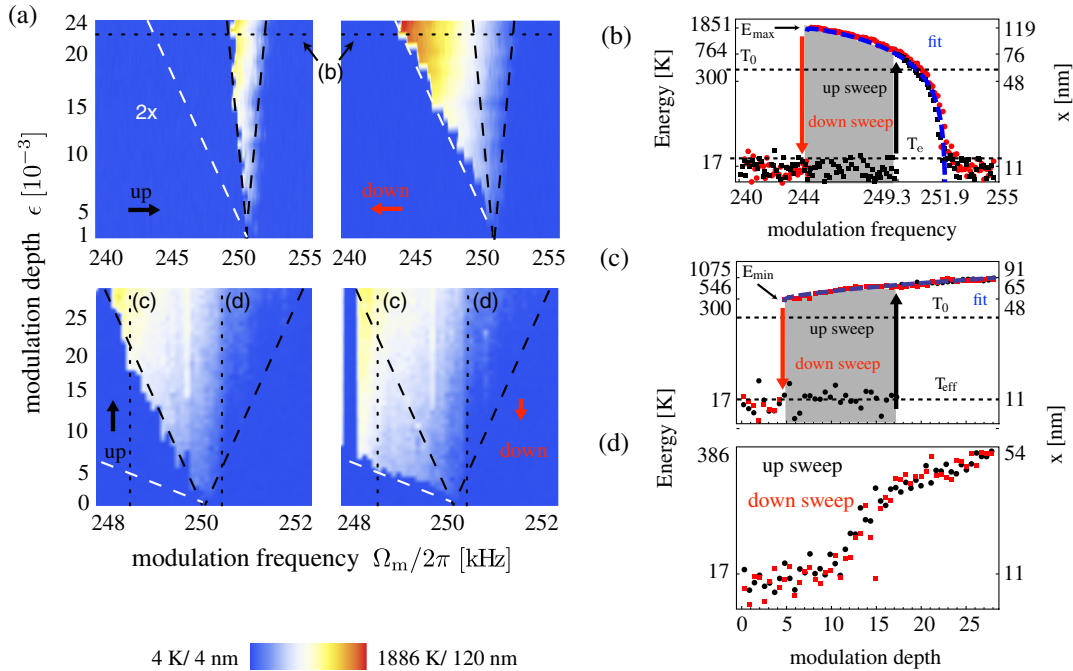 (a)
modulation depth ϵ [10⁻³]
24
20
15
10
5
1
2x
(b)
up
down
240
245
250
255
240
245
250
255
25
20
15
10
5
0
(c)
(d)
(c)
(d)
up
down
248
250
252
248
250
252
modulation frequency Ωm/2π [kHz]
4 K/ 4 nm
1886 K/ 120 nm
(b)
Energy [K]
1851
764
300
17
Emax
T0
fit
up sweep
down sweep
Te
119
76
48
11
x [nm]
240
244
249.3
251.9
255
modulation frequency
(c)
Energy [K]
1075
546
300
17
Emin
T0
fit
up sweep
down sweep
Teff
91
65
48
11
x [nm]
(d)
386
17
up sweep
down sweep
54
11
0
5
10
15
20
25
modulation depth